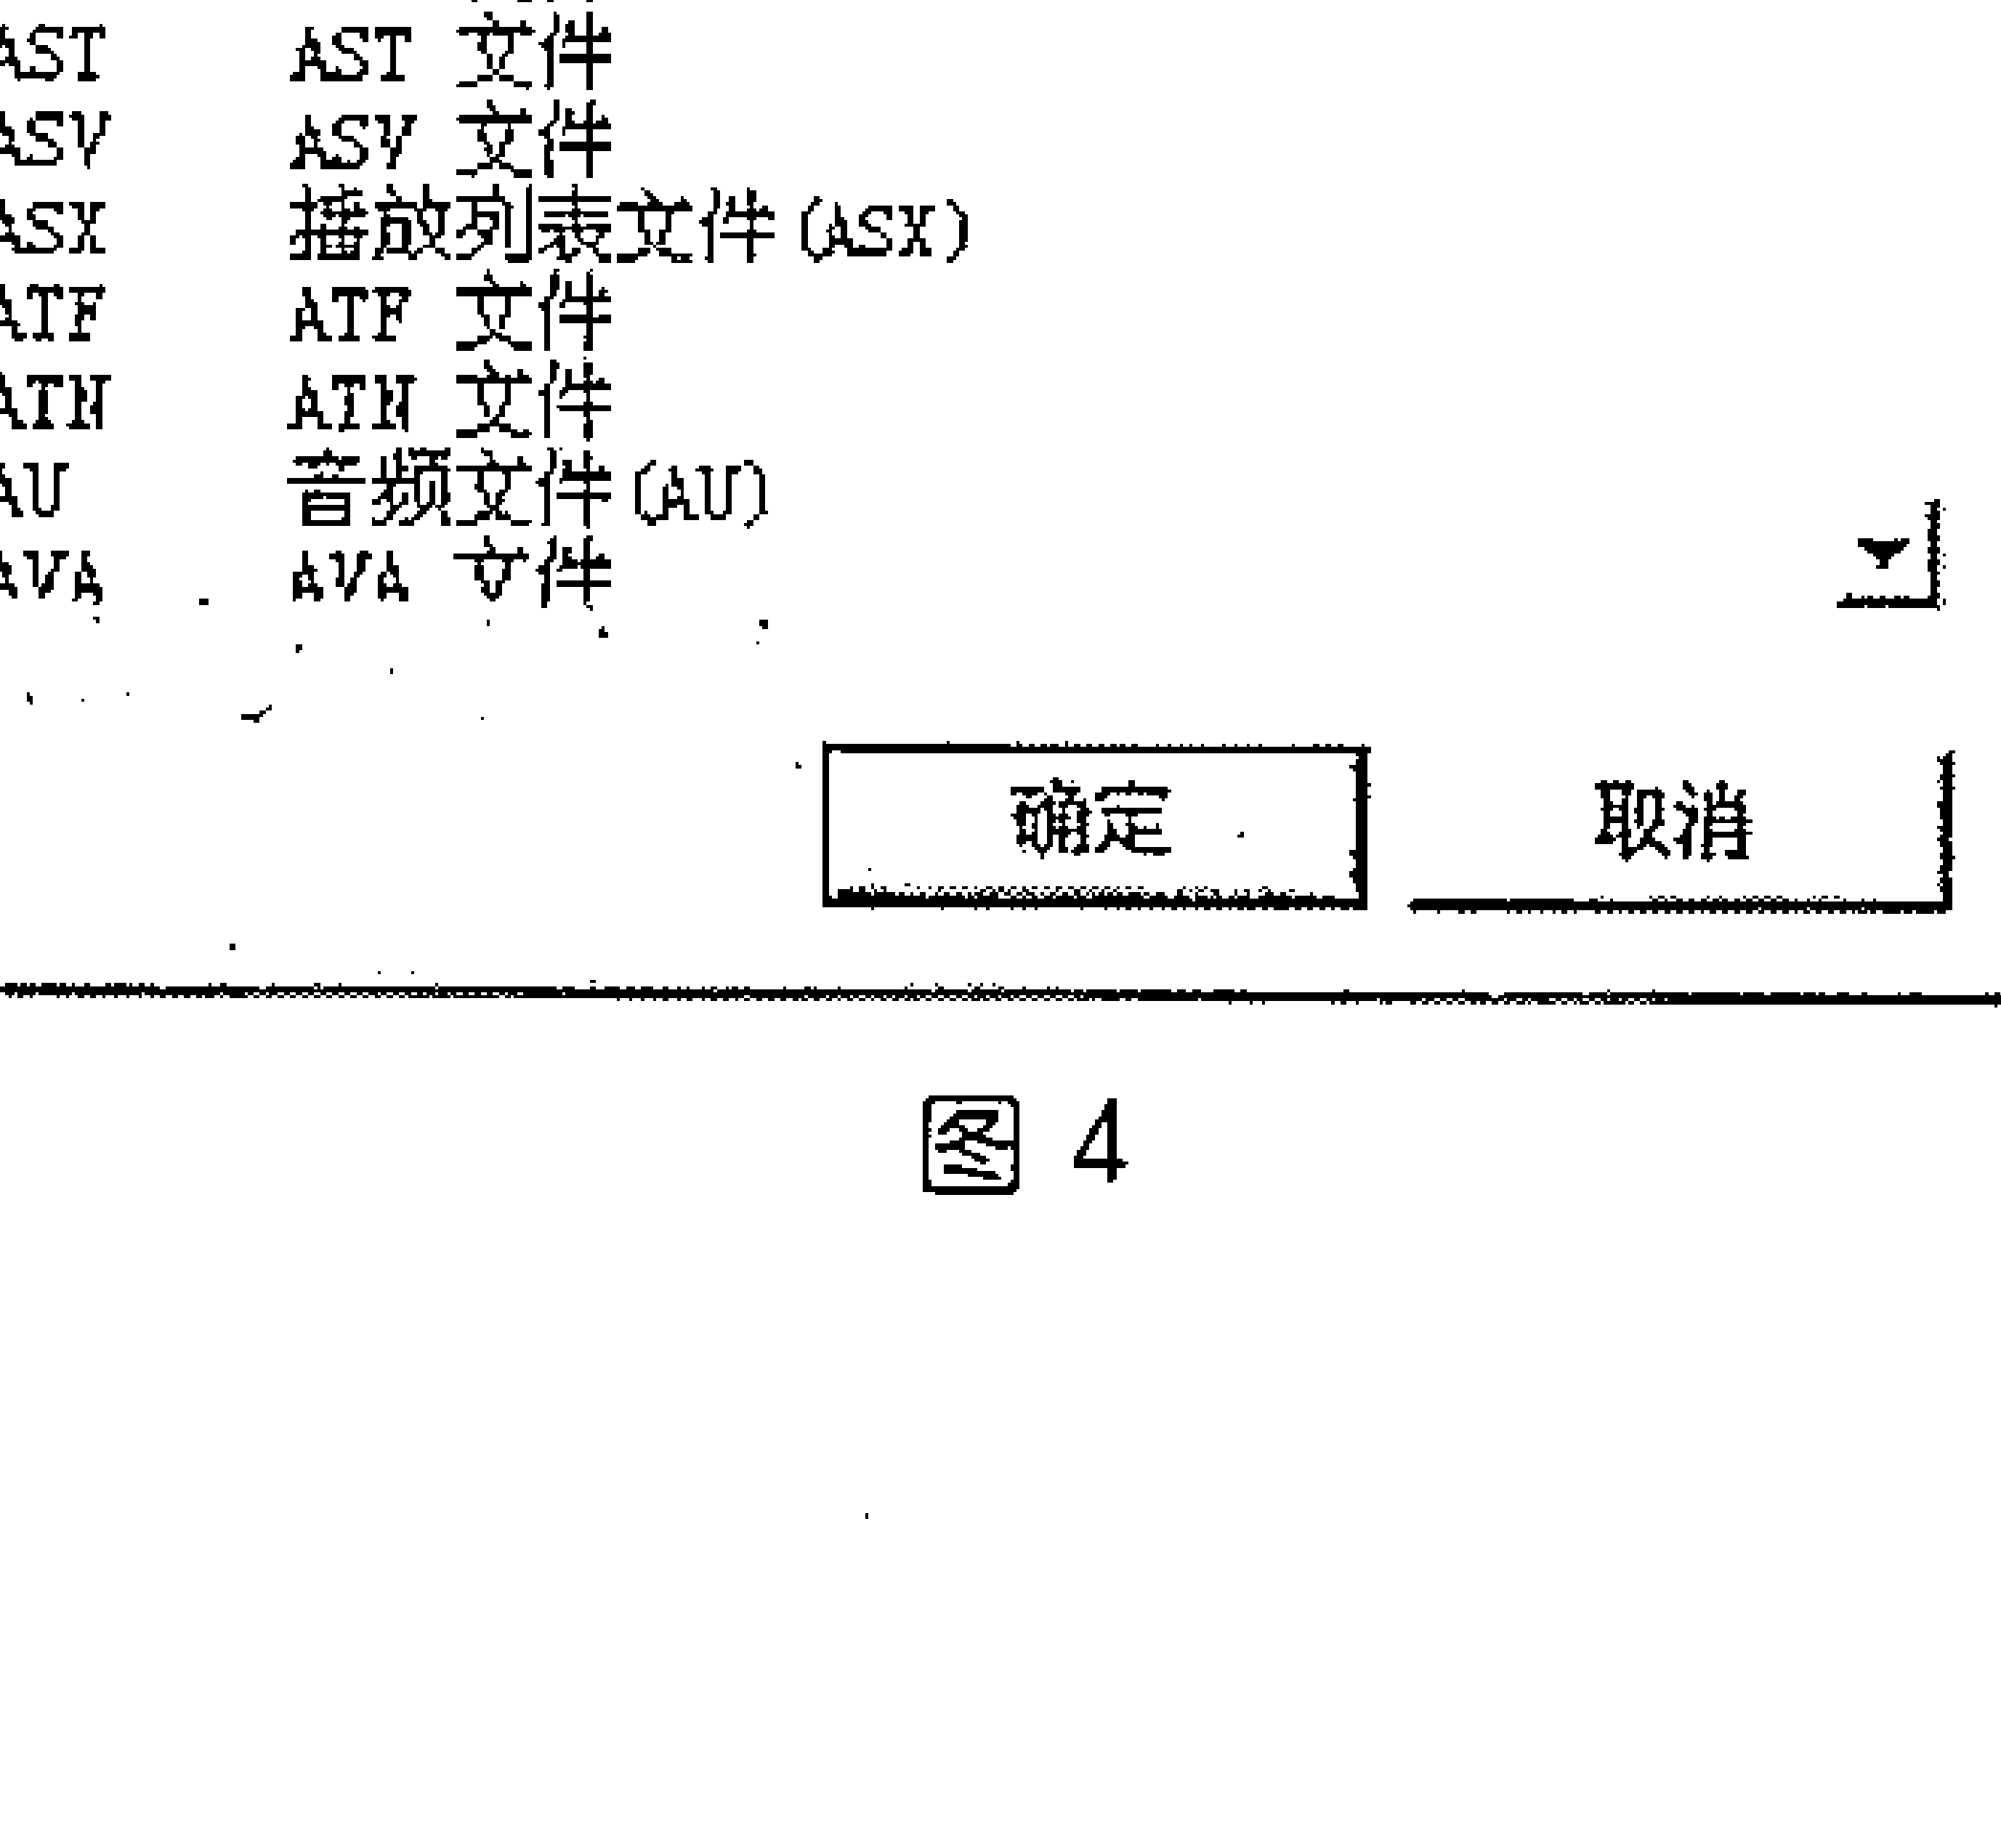 AST AST 文件
ASV ASV 文件
ASX 播放列表文件(ASX)
ATF ATF 文件
ATN ATN 文件
AU 音频文件(AU)
AVA AVA 文件
确定 取消
图 4